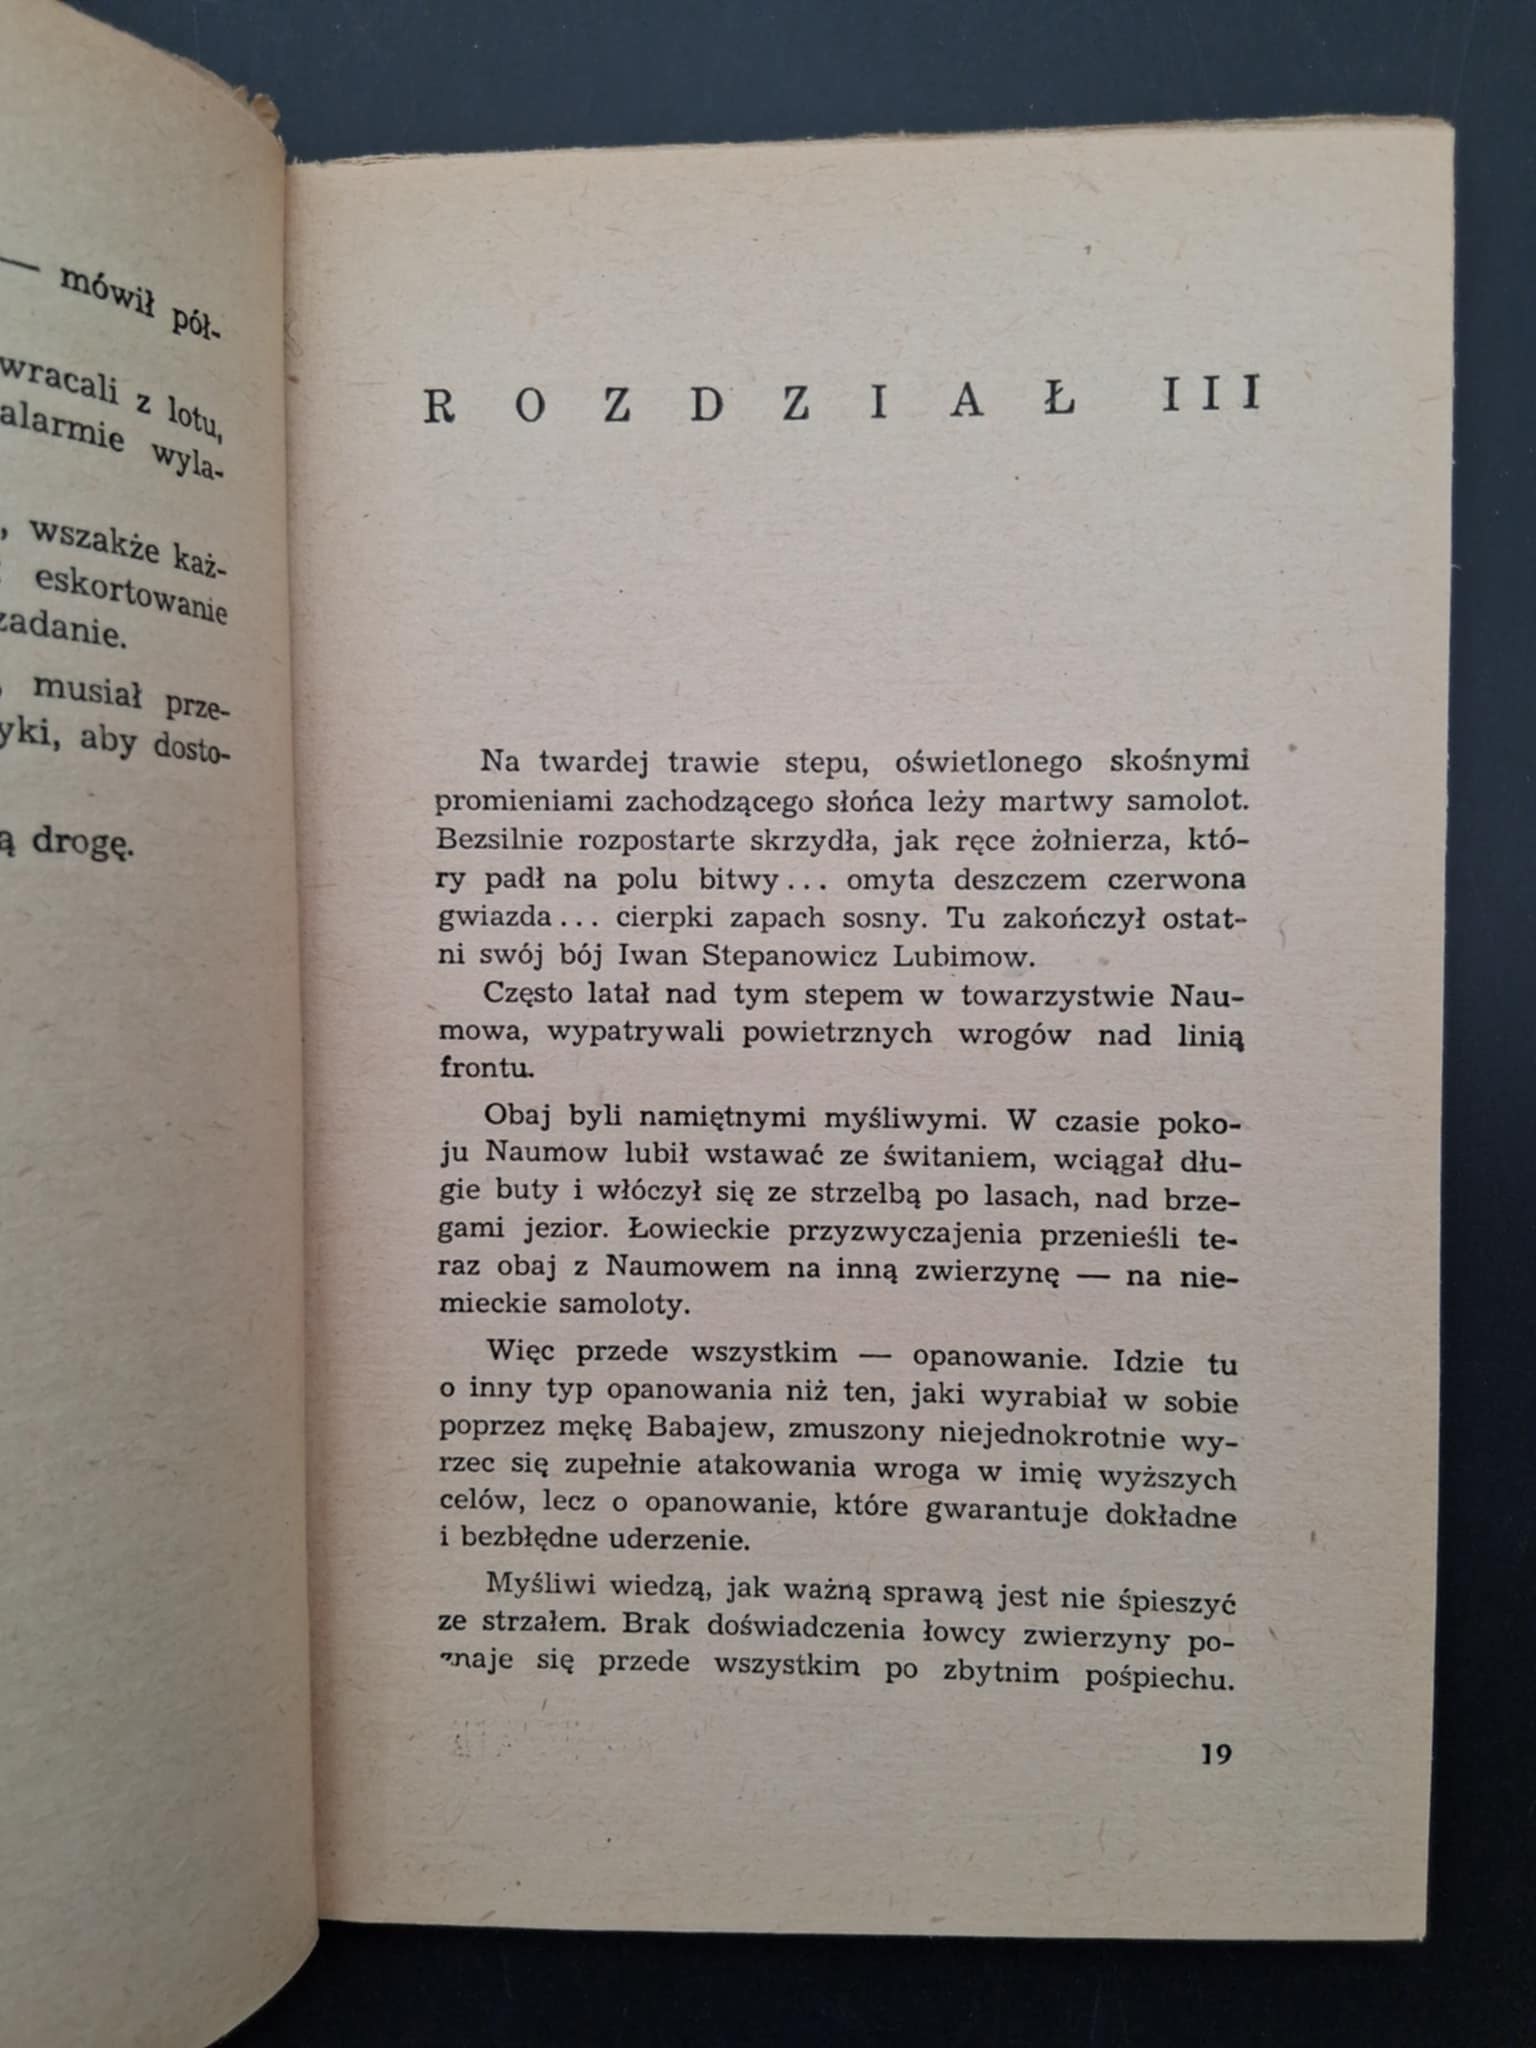 — mówił pół-
wracali z lotu,
alarmie wyla-
, wszakże każ-
eskortowanie
zadanie.
, musiał prze-
yki, aby dosto-
ą drogę.
ROZDZIAŁ III
Na twardej trawie stepu, oświetlonego skośnymi
promieniami zachodzącego słońca leży martwy samolot.
Bezsilnie rozpostarte skrzydła, jak ręce żołnierza, któ-
ry padł na polu bitwy... omyta deszczem czerwona
gwiazda... cierpki zapach sosny. Tu zakończył ostat-
ni swój bój Iwan Stepanowicz Lubimow.
Często latał nad tym stepem w towarzystwie Nau-
mowa, wypatrywali powietrznych wrogów nad linią
frontu.
Obaj byli namiętnymi myśliwymi. W czasie poko-
ju Naumow lubił wstawać ze świtaniem, wciągał dłu-
gie buty i włóczył się ze strzelbą po lasach, nad brze-
gami jezior. Łowieckie przyzwyczajenia przenieśli te-
raz obaj z Naumowem na inną zwierzynę — na nie-
mieckie samoloty.
Więc przede wszystkim — opanowanie. Idzie tu
o inny typ opanowania niż ten, jaki wyrabiał w sobie
poprzez mękę Babajew, zmuszony niejednokrotnie wy-
rzec się zupełnie atakowania wroga w imię wyższych
celów, lecz o opanowanie, które gwarantuje dokładne
i bezbłędne uderzenie.
Myśliwi wiedzą, jak ważną sprawą jest nie śpieszyć
ze strzałem. Brak doświadczenia łowcy zwierzyny po-
znaje się przede wszystkim po zbytnim pośpiechu.
19